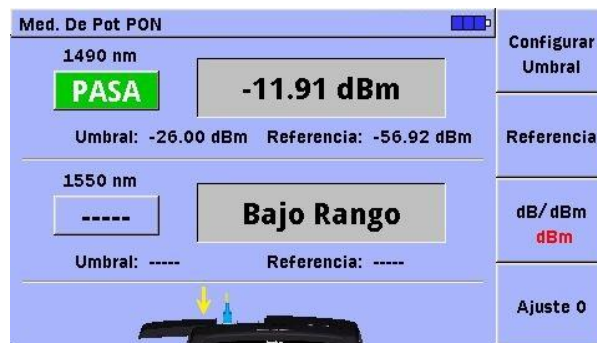 Med. De Pot PON
1490 nm
PASA
-11.91 dBm
Umbral: -26.00 dBm Referencia: -56.92 dBm
1550 nm
-----
Bajo Rango
Umbral: ----- Referencia: -----
Configurar
Umbral
Referencia
dB/dBm
dBm
Ajuste 0